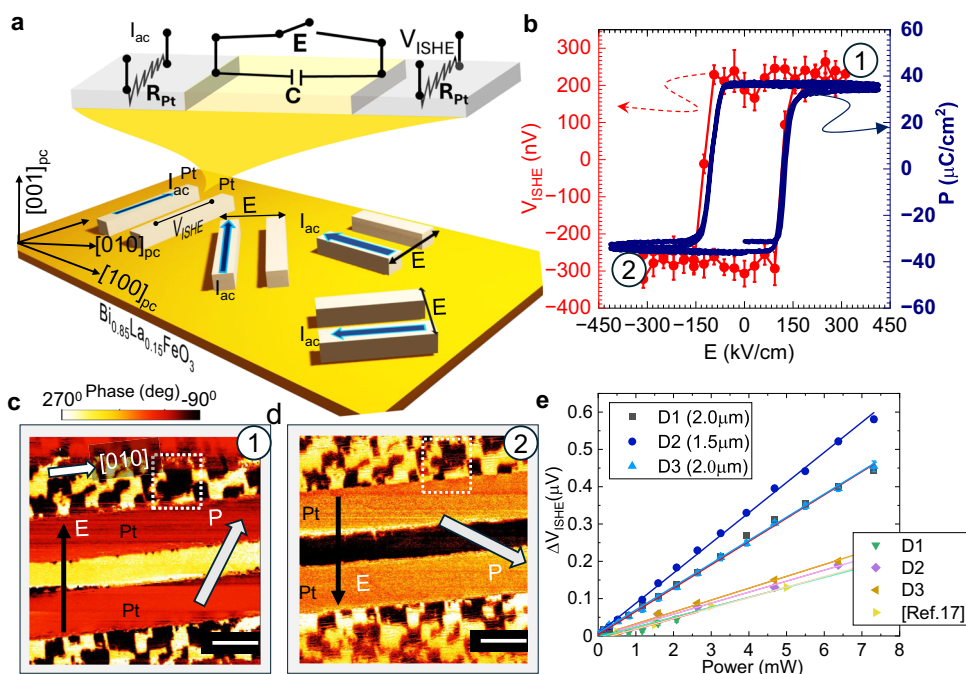 a
I_ac
E
V_ISHE
R_Pt
C
R_Pt
[001]_pc
Pt
I_ac
Pt
V_ISHE
E
I_ac
E
[010]_pc
[100]_pc
I_ac
E
I_ac
Bi_0.85La_0.15FeO_3
b
V_ISHE (nV)
300
200
100
0
−100
−200
−300
−400
1
2
60
40
20
0
−20
−40
−60
P (μC/cm²)
-450
-300
-150
0
150
300
450
E (kV/cm)
c
270⁰ Phase (deg) -90⁰
1
[010]
E
Pt
P
Pt
d
2
Pt
E
Pt
P
e
ΔV_ISHE(μV)
0.6
0.5
0.4
0.3
0.2
0.1
0
D1 (2.0μm)
D2 (1.5μm)
D3 (2.0μm)
D1
D2
D3
[Ref.17]
0 1 2 3 4 5 6 7 8
Power (mW)